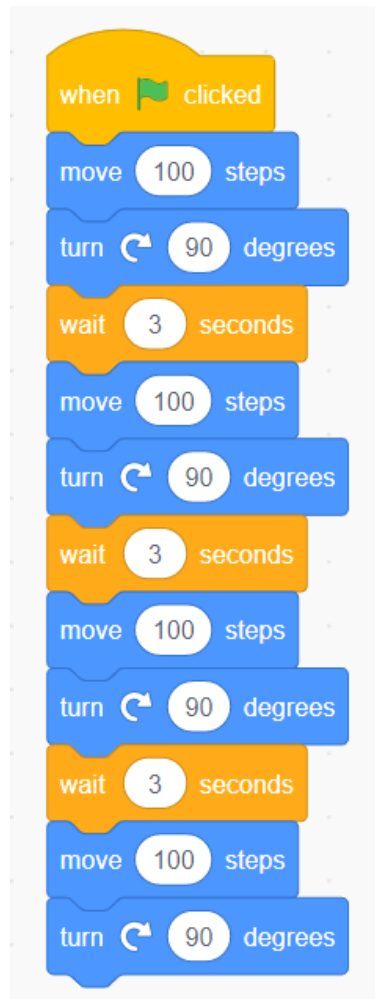 when clicked
move 100 steps
turn 90 degrees
wait 3 seconds
move 100 steps
turn 90 degrees
wait 3 seconds
move 100 steps
turn 90 degrees
wait 3 seconds
move 100 steps
turn 90 degrees